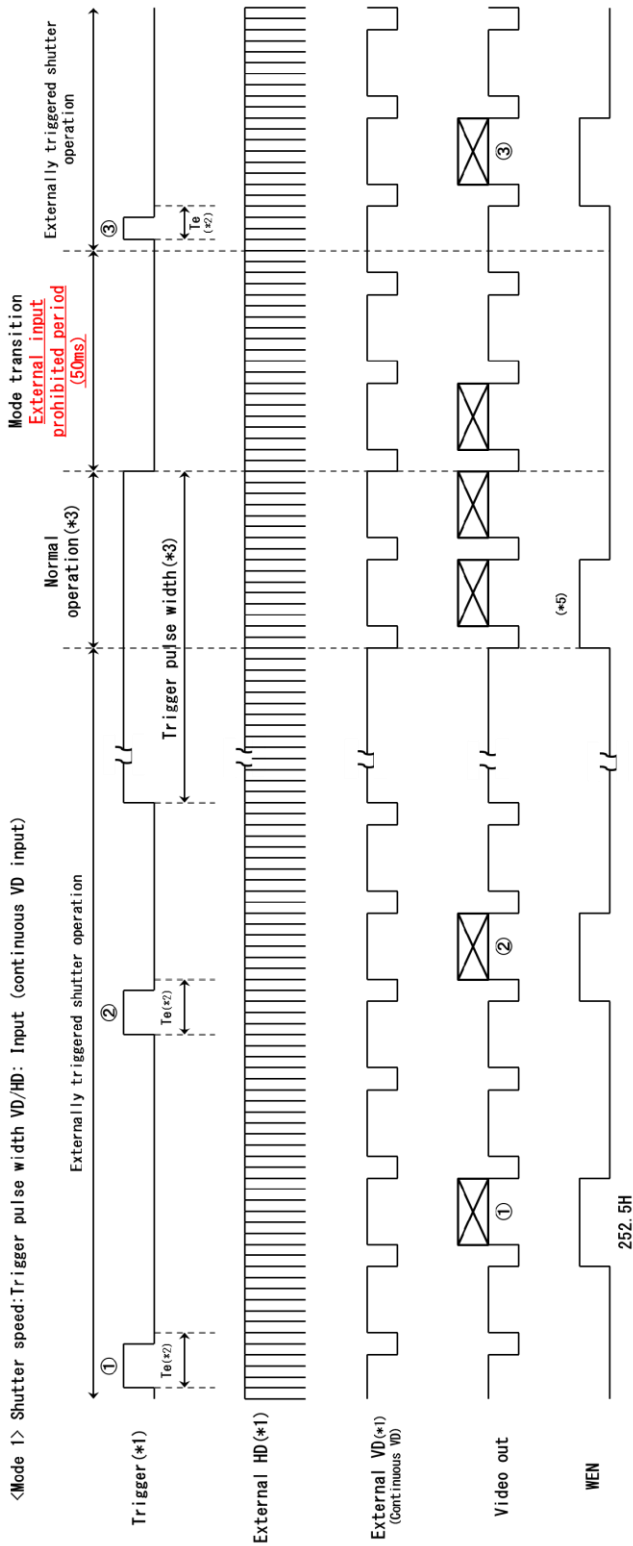 <Mode 1> Shutter speed:Trigger pulse width VD/HD: Input (continuous VD input)
Externally triggered shutter operation
Normal
operation(*3)
Mode transition
External input
prohibited period
(50ms)
Externally triggered shutter
operation
Trigger(*1)
①
Te(*2)
②
Te(*2)
Trigger pulse width(*3)
③
Te
(*2)
External HD(*1)
External VD(*1)
(Continuous VD)
Video out
①
②
③
WEN
252.5H
(*5)